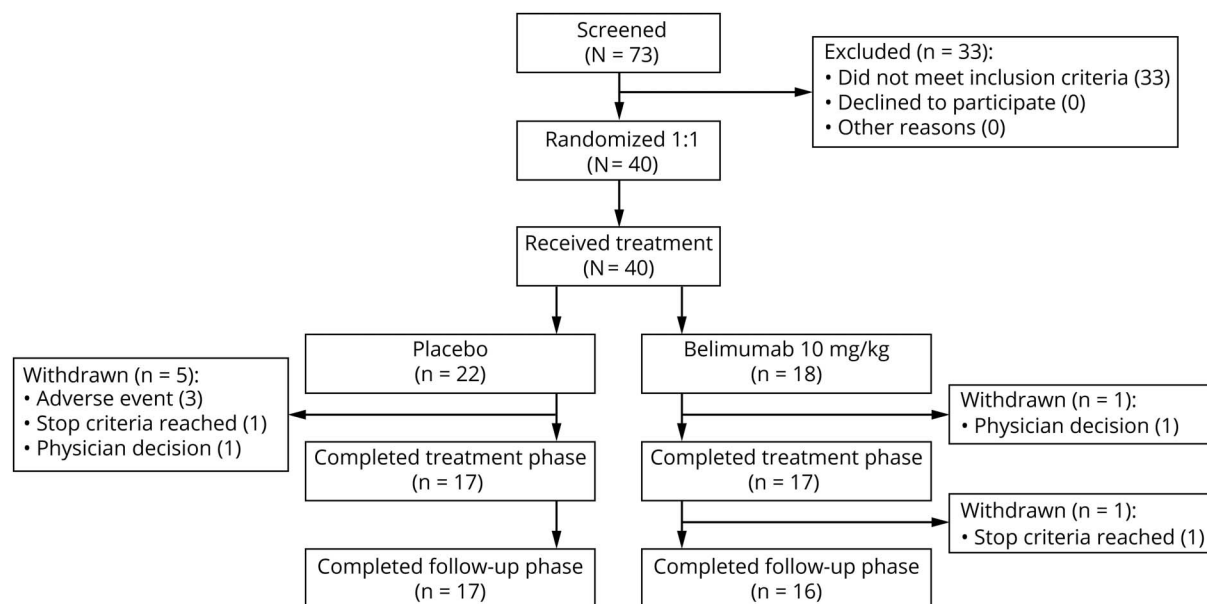 Screened
(N = 73)
Excluded (n = 33):
• Did not meet inclusion criteria (33)
• Declined to participate (0)
• Other reasons (0)
Randomized 1:1
(N = 40)
Received treatment
(N = 40)
Placebo
(n = 22)
Belimumab 10 mg/kg
(n = 18)
Withdrawn (n = 5):
• Adverse event (3)
• Stop criteria reached (1)
• Physician decision (1)
Withdrawn (n = 1):
• Physician decision (1)
Completed treatment phase
(n = 17)
Completed treatment phase
(n = 17)
Withdrawn (n = 1):
• Stop criteria reached (1)
Completed follow-up phase
(n = 17)
Completed follow-up phase
(n = 16)